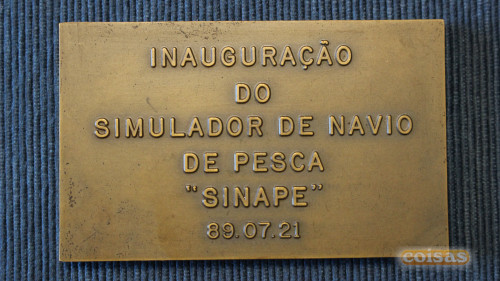 INAUGURAÇÃO
DO
SIMULADOR DE NAVIO
DE PESCA
"SINAPE"
89.07.21
coisas